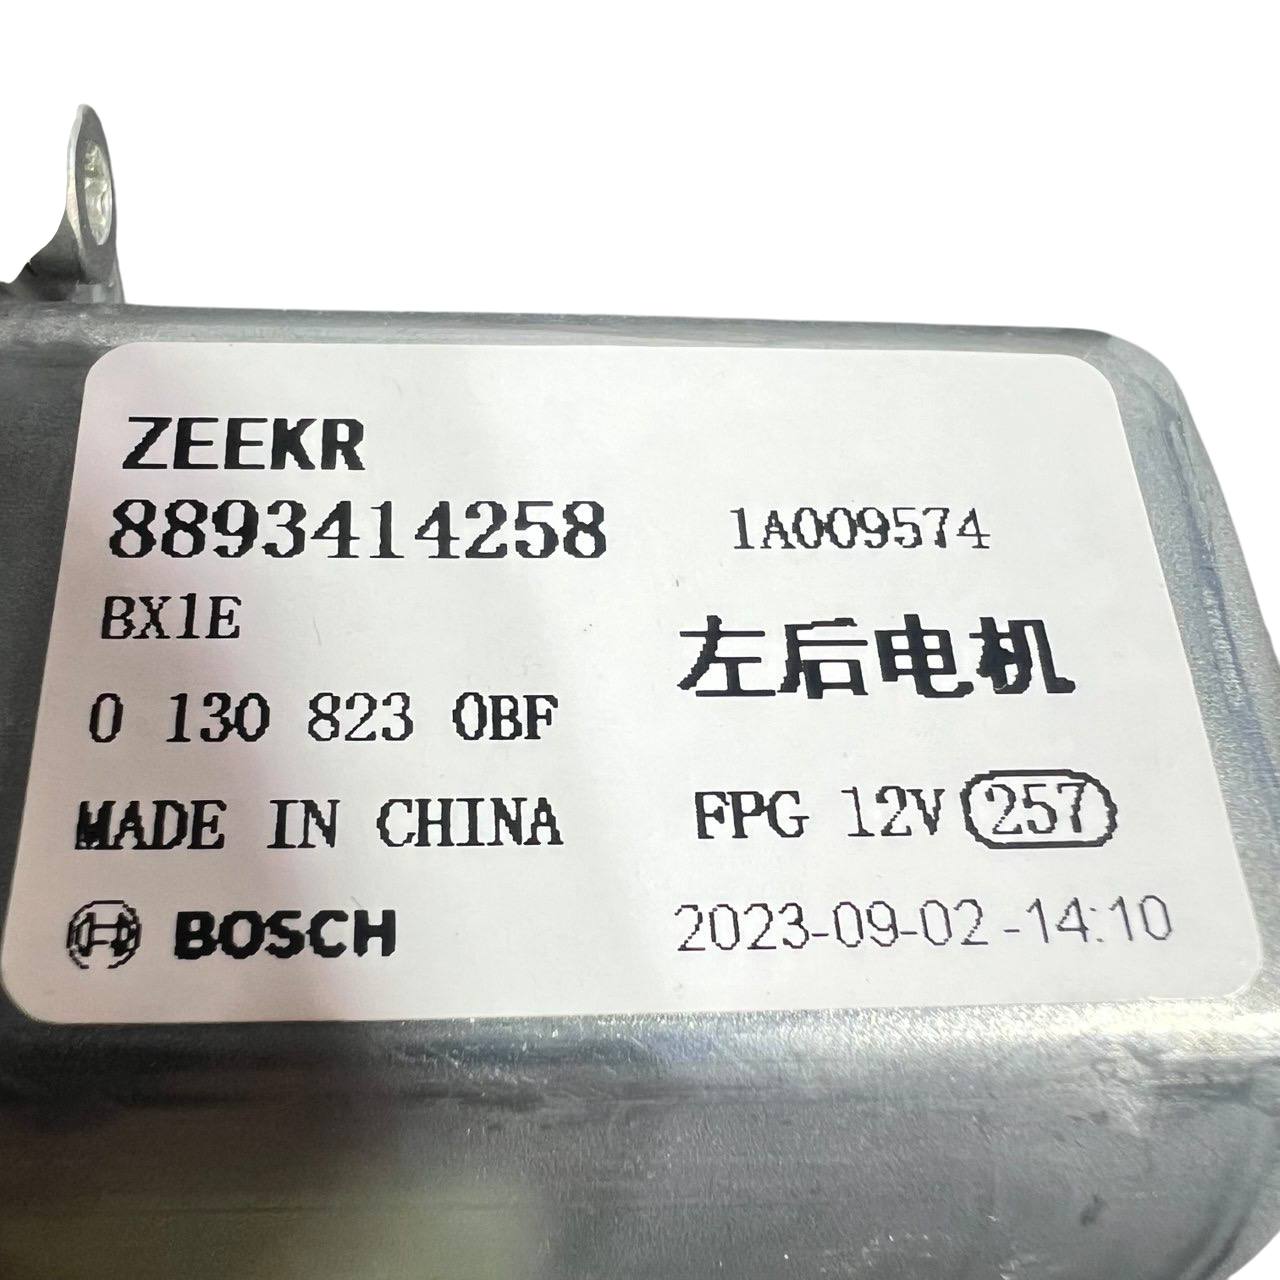 ZEEKR
8893414258
1A009574
BX1E
左后电机
0 130 823 0BF
MADE IN CHINA
FPG 12V 257
BOSCH
2023-09-02-14:10